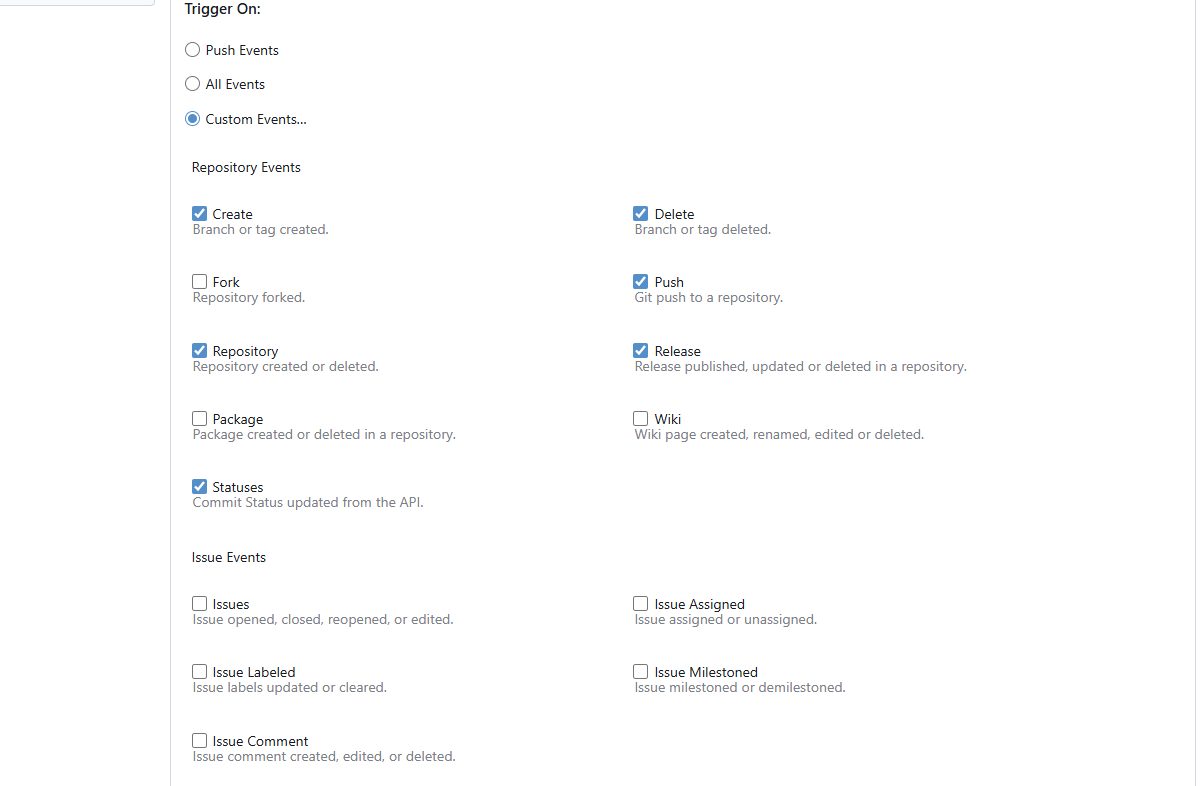 Trigger On:
Push Events
All Events
Custom Events...
Repository Events
Create
Branch or tag created.
Delete
Branch or tag deleted.
Fork
Repository forked.
Push
Git push to a repository.
Repository
Repository created or deleted.
Release
Release published, updated or deleted in a repository.
Package
Package created or deleted in a repository.
Wiki
Wiki page created, renamed, edited or deleted.
Statuses
Commit Status updated from the API.
Issue Events
Issues
Issue opened, closed, reopened, or edited.
Issue Assigned
Issue assigned or unassigned.
Issue Labeled
Issue labels updated or cleared.
Issue Milestoned
Issue milestoned or demilestoned.
Issue Comment
Issue comment created, edited, or deleted.